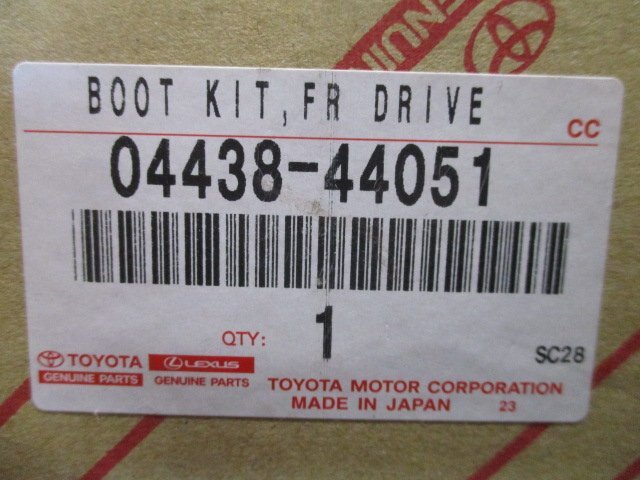 GENUIN
BOOT KIT, FR DRIVE
CC
04438-44051
QTY: 1
SC28
TOYOTA LEXUS
GENUINE PARTS GENUINE PARTS
TOYOTA MOTOR CORPORATION
MADE IN JAPAN 23